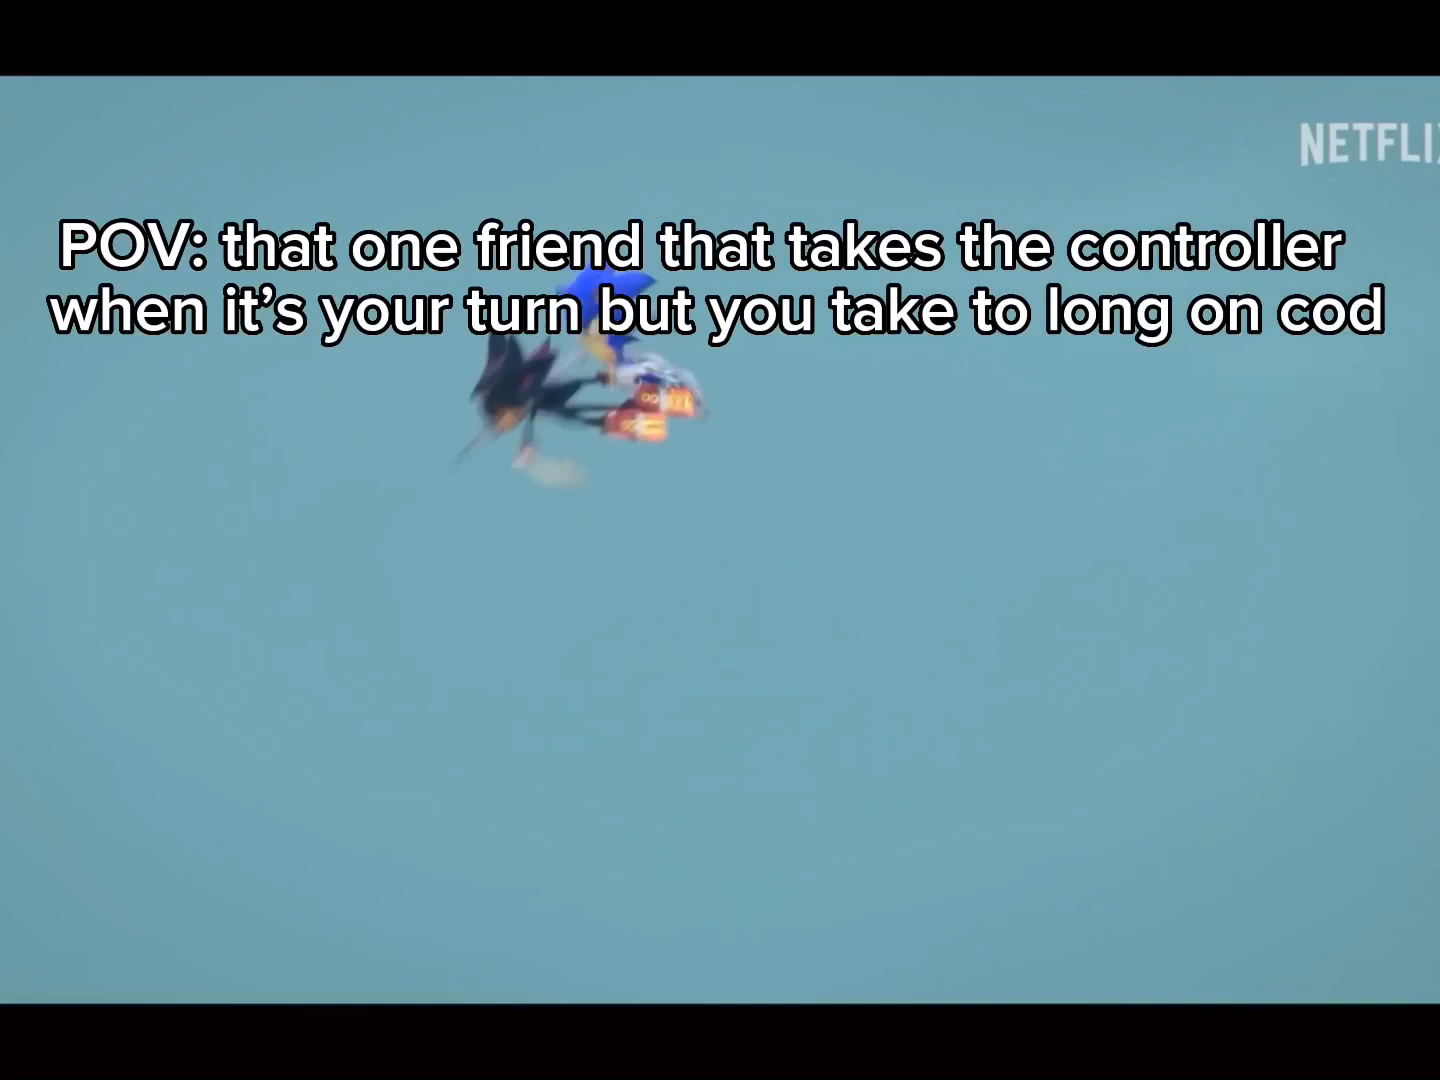 NETFLIX
POV: that one friend that takes the controller
when it’s your turn but you take to long on cod